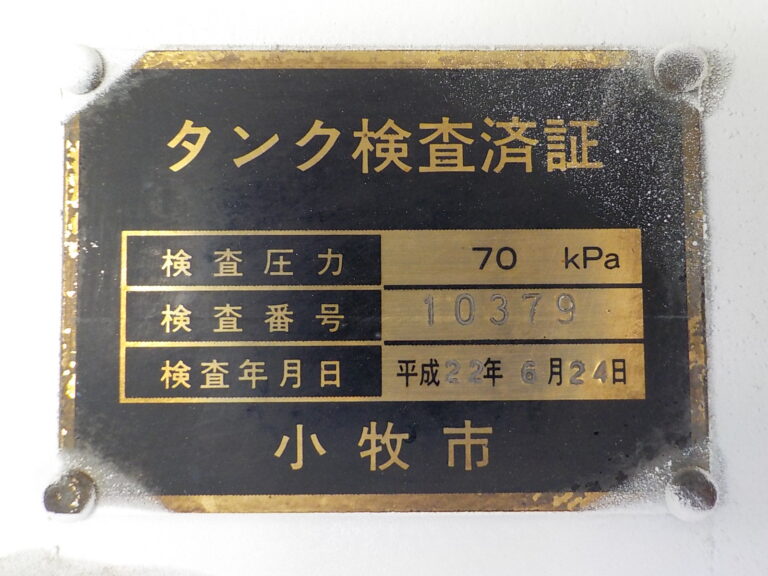 タンク検査済証
検査圧力 70 kPa
検査番号 10379
検査年月日 平成22年6月24日
小牧市